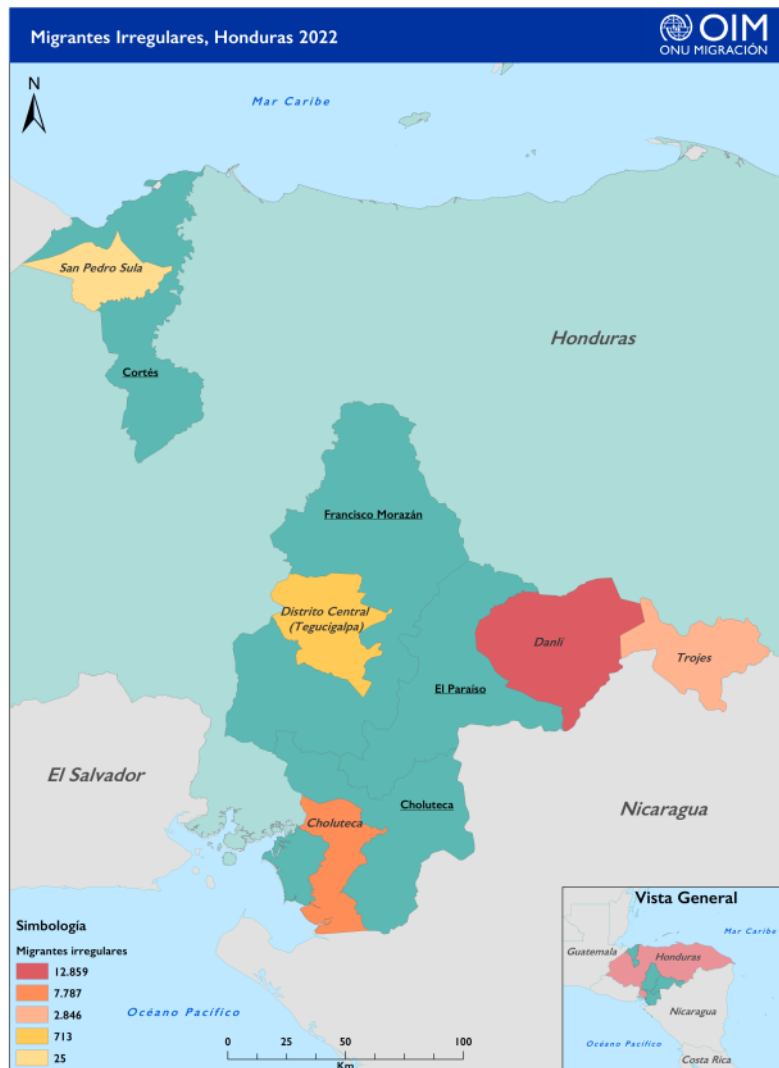 Migrantes Irregulares, Honduras 2022
OIM
ONU MIGRACIÓN
N
Mar Caribe
San Pedro Sula
Honduras
Cortés
Francisco Morazán
Distrito Central
(Tegucigalpa)
Danlí
Trojes
El Paraíso
El Salvador
Choluteca
Nicaragua
Choluteca
Simbología
Migrantes irregulares
12.859
7.787
2.846
713
25
Océano Pacífico
0 25 50 100
Km
Vista General
Mar Caribe
Guatemala
Honduras
Nicaragua
Océano Pacífico
Costa Rica